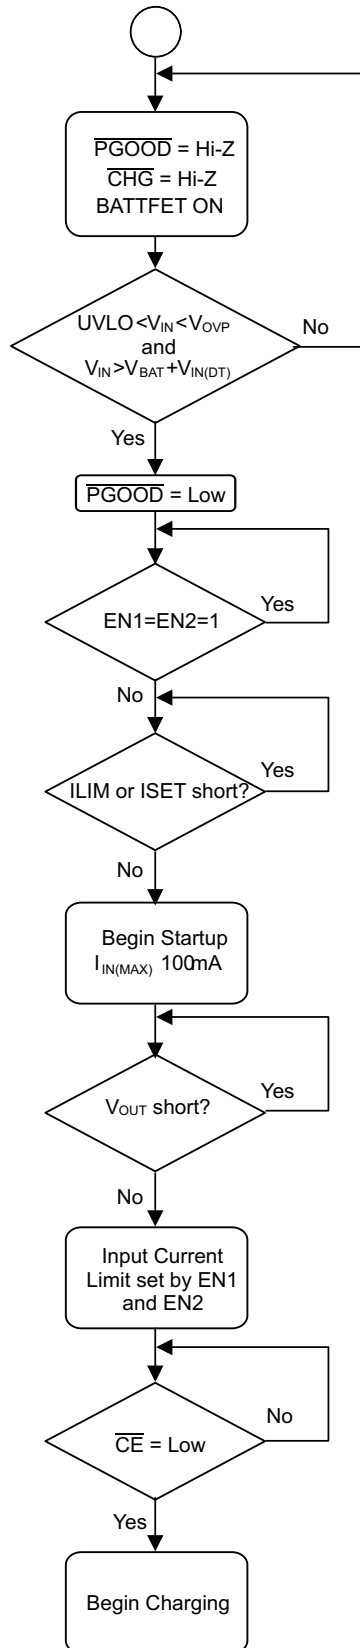 PGOOD = Hi-Z
CHG = Hi-Z
BATTFET ON
UVLO<VIN<VOVP
and
VIN>VBAT+VIN(DT)
No
Yes
PGOOD = Low
EN1=EN2=1
Yes
No
ILIM or ISET short?
Yes
No
Begin Startup
IIN(MAX) 100mA
VOUT short?
Yes
No
Input Current
Limit set by EN1
and EN2
CE = Low
No
Yes
Begin Charging